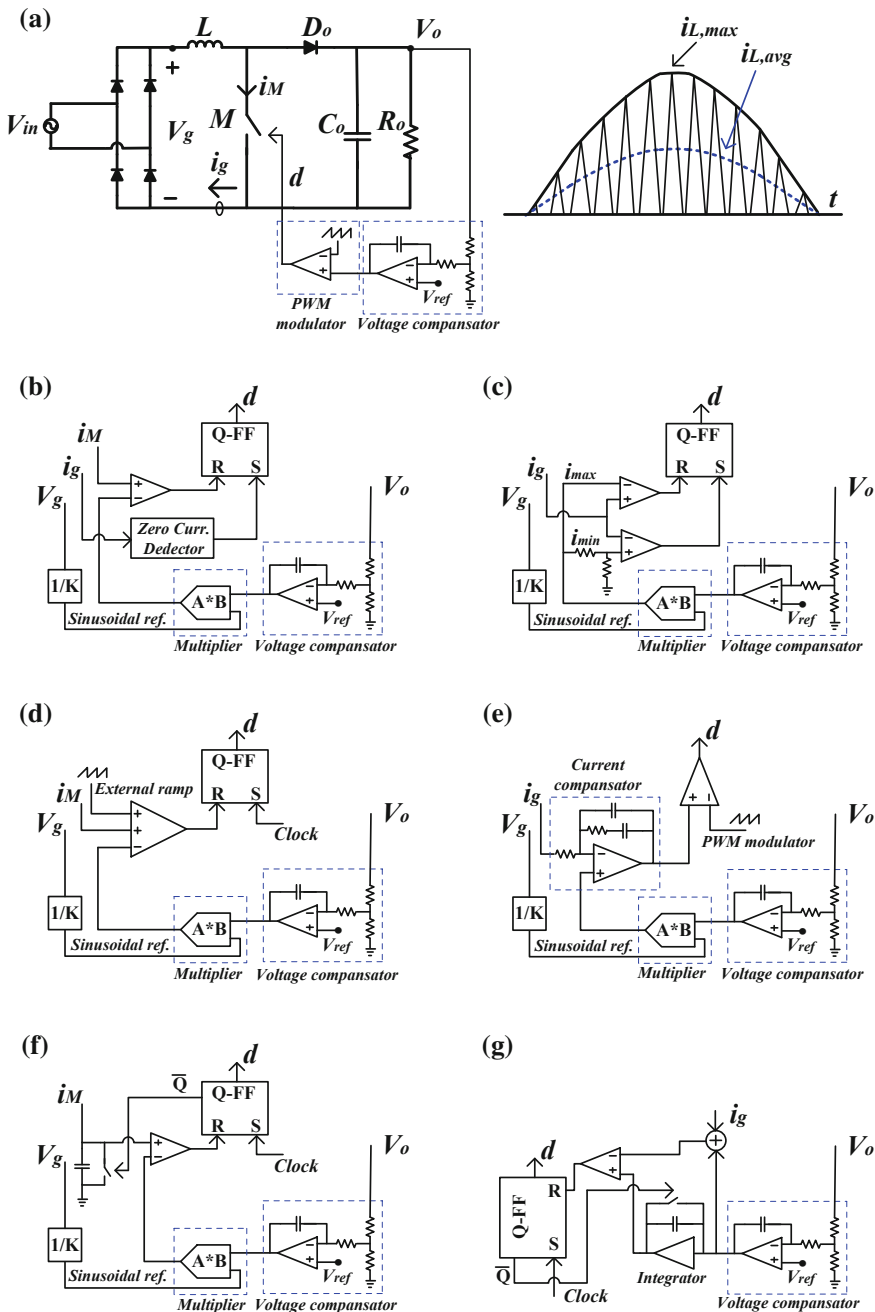 (a)
L
Do
Vo
iL,max
iL,avg
+
iM
Vin
Vg
M
Co
Ro
ig
d
t
−
−
+
−
+
Vref
PWM
modulator
Voltage compansator
(b)
d
iM
Q-FF
ig
R S
Vg
+
−
Vo
Zero Curr.
Dedector
1/K
A*B
−
+
Sinusoidal ref.
Vref
Multiplier
Voltage compansator
(c)
d
Q-FF
ig
imax
R S
Vg
−
+
Vo
imin
−
+
1/K
A*B
−
+
Sinusoidal ref.
Vref
Multiplier
Voltage compansator
(d)
d
Q-FF
External ramp
R S
iM
Vg
+
+
−
Clock
Vo
1/K
A*B
−
+
Sinusoidal ref.
Vref
Multiplier
Voltage compansator
(e)
d
Current
compansator
ig
+ −
Vg
PWM modulator
Vo
−
+
1/K
A*B
−
+
Sinusoidal ref.
Vref
Multiplier
Voltage compansator
(f)
d
Q
iM
Q-FF
R S
Vg
+
−
Clock
Vo
1/K
A*B
−
+
Sinusoidal ref.
Vref
Multiplier
Voltage compansator
(g)
ig
d
+
Vo
R
−
+
Q-FF
S
−
+
Q
Integrator
Vref
Clock
Voltage compansator